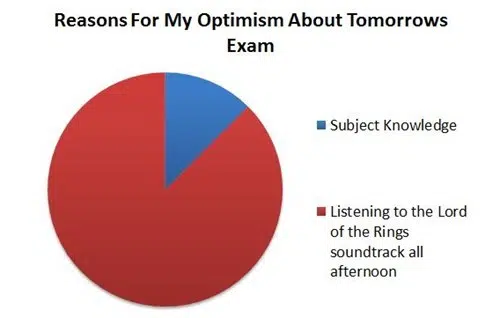 Reasons For My Optimism About Tomorrows
Exam
Subject Knowledge
Listening to the Lord
of the Rings
soundtrack all
afternoon